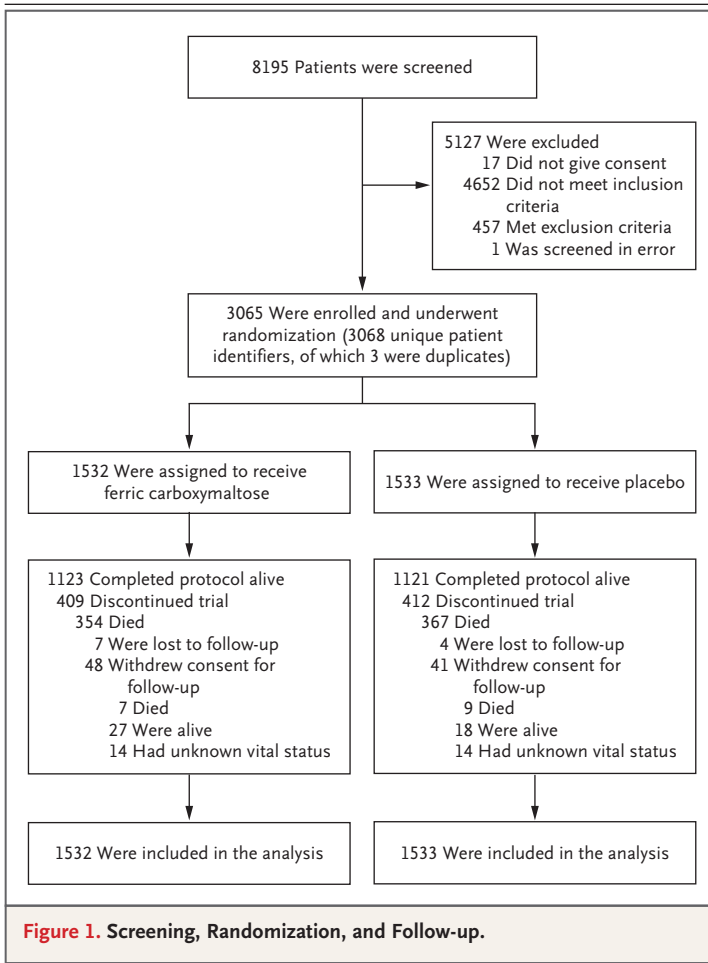 8195 Patients were screened
5127 Were excluded
17 Did not give consent
4652 Did not meet inclusion
criteria
457 Met exclusion criteria
1 Was screened in error
3065 Were enrolled and underwent
randomization (3068 unique patient
identifiers, of which 3 were duplicates)
1532 Were assigned to receive
ferric carboxymaltose
1533 Were assigned to receive placebo
1123 Completed protocol alive
409 Discontinued trial
354 Died
7 Were lost to follow-up
48 Withdrew consent for
follow-up
7 Died
27 Were alive
14 Had unknown vital status
1121 Completed protocol alive
412 Discontinued trial
367 Died
4 Were lost to follow-up
41 Withdrew consent for
follow-up
9 Died
18 Were alive
14 Had unknown vital status
1532 Were included in the analysis
1533 Were included in the analysis
Figure 1. Screening, Randomization, and Follow-up.